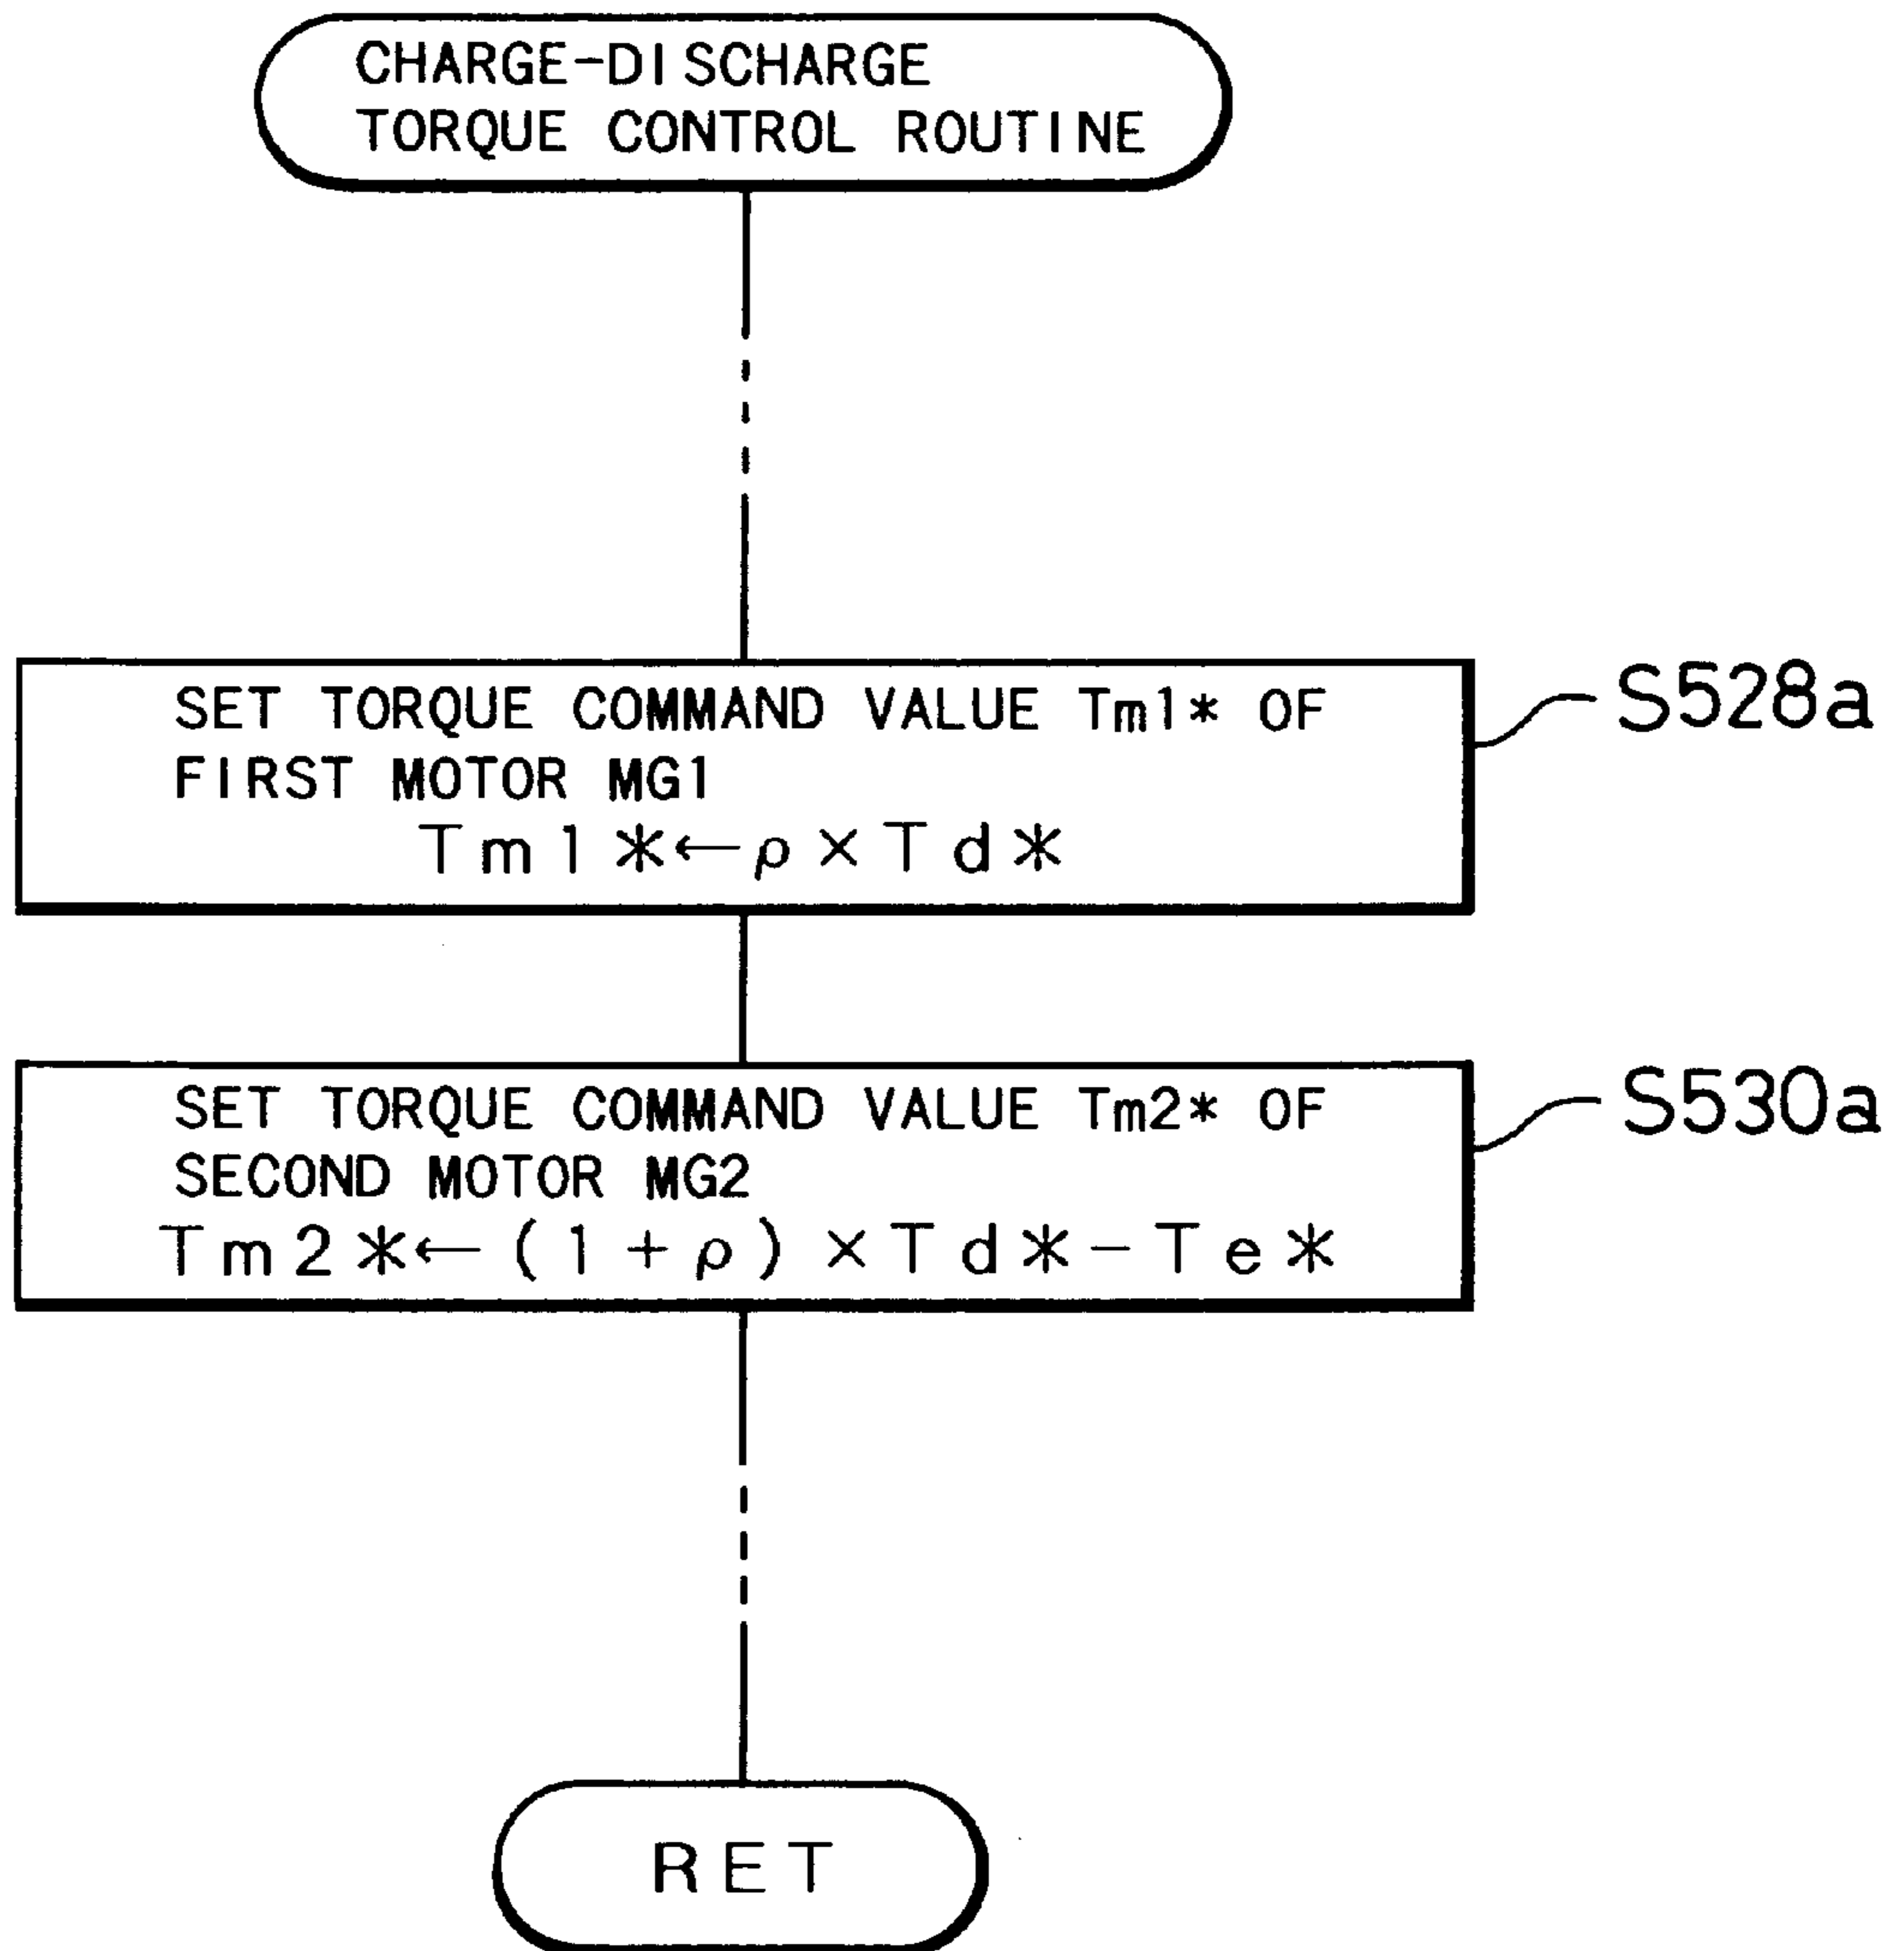 CHARGE-DISCHARGE
TORQUE CONTROL ROUTINE
SET TORQUE COMMAND VALUE Tm1* OF
FIRST MOTOR MG1
Tm1*←ρ×Td*
S528a
SET TORQUE COMMAND VALUE Tm2* OF
SECOND MOTOR MG2
Tm2*←(1+ρ)×Td*-Te*
S530a
RET